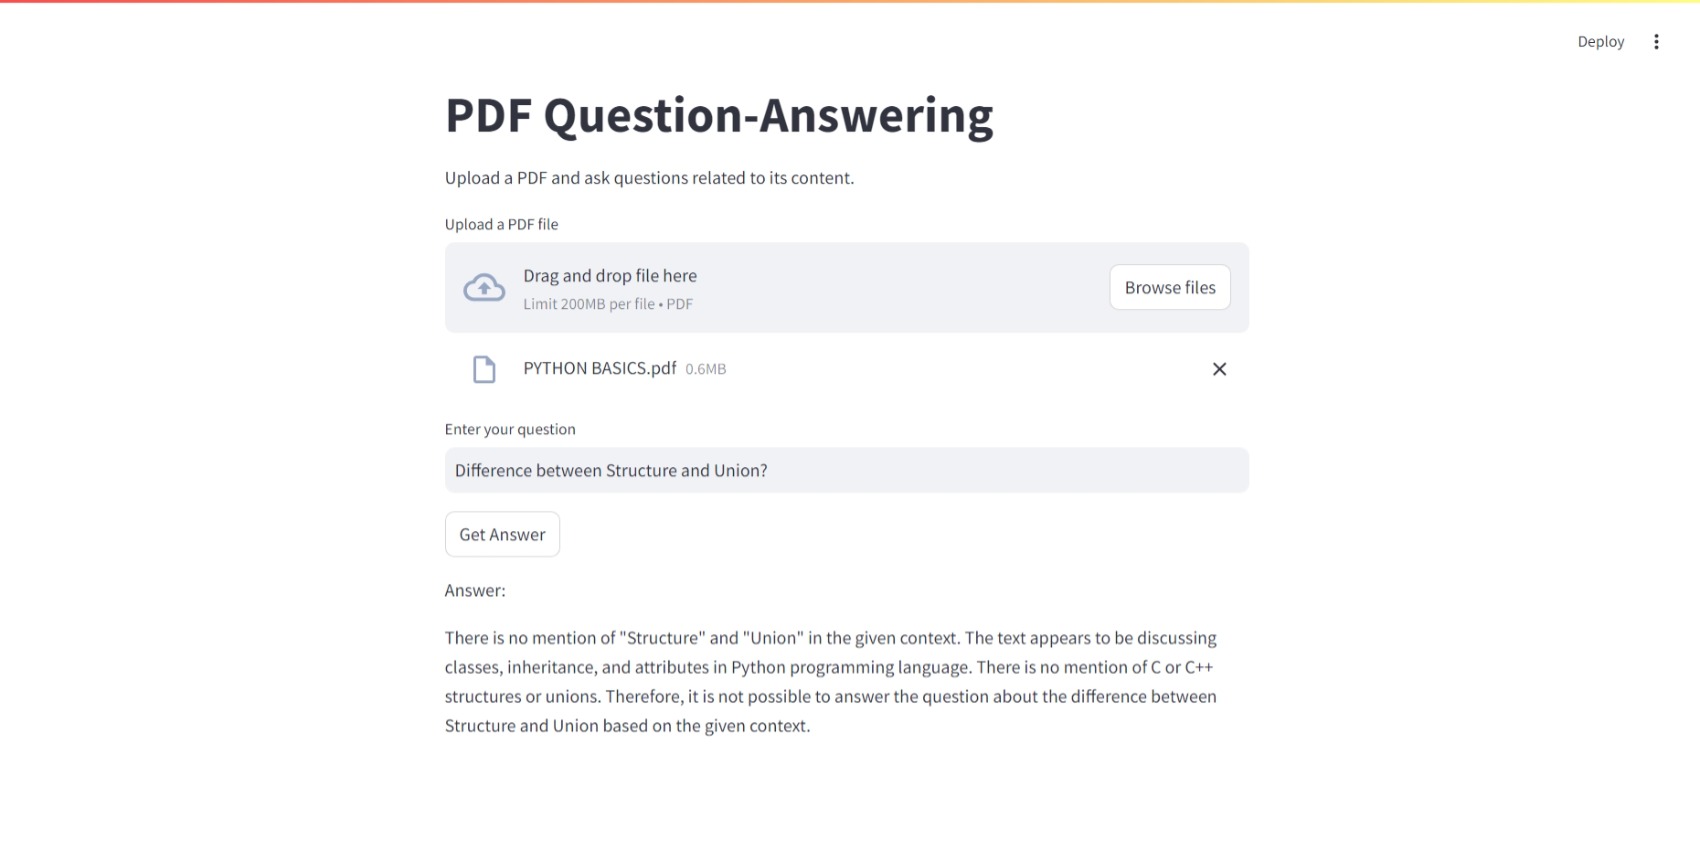 Deploy
PDF Question-Answering
Upload a PDF and ask questions related to its content.
Upload a PDF file
Drag and drop file here
Limit 200MB per file • PDF
Browse files
PYTHON BASICS.pdf 0.6MB
Enter your question
Difference between Structure and Union?
Get Answer
Answer:
There is no mention of "Structure" and "Union" in the given context. The text appears to be discussing
classes, inheritance, and attributes in Python programming language. There is no mention of C or C++
structures or unions. Therefore, it is not possible to answer the question about the difference between
Structure and Union based on the given context.